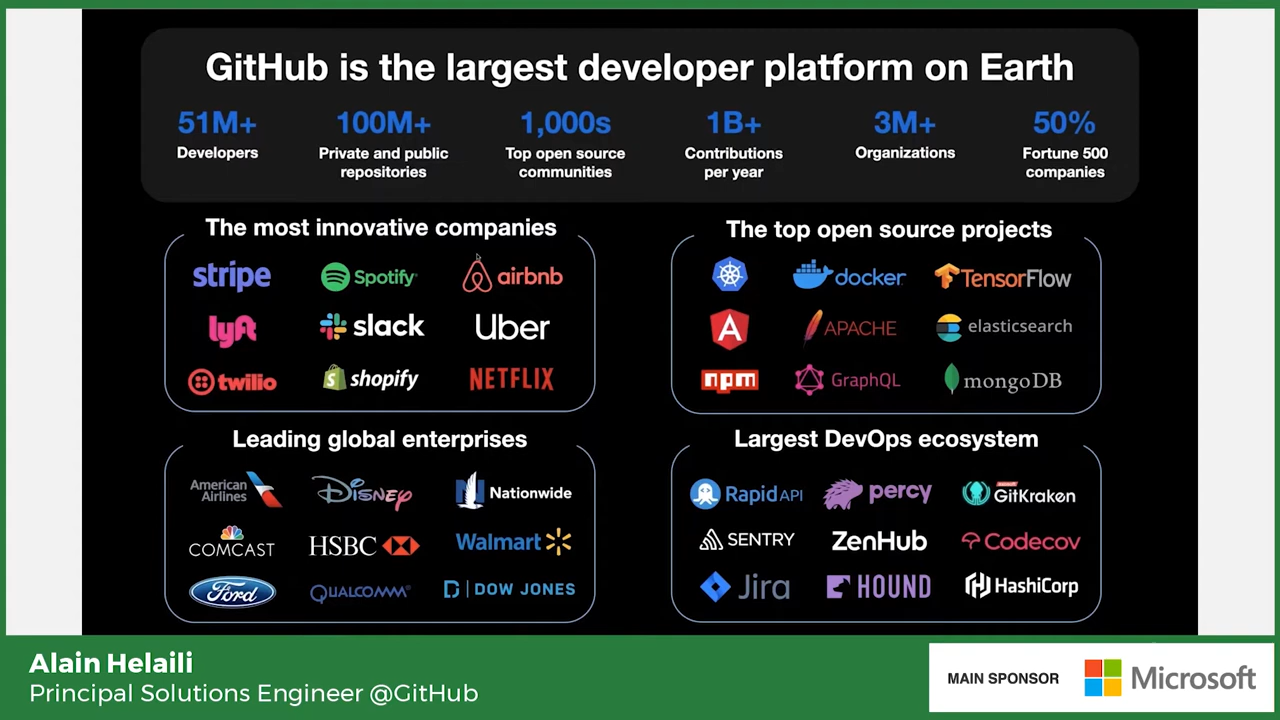 GitHub is the largest developer platform on Earth
51M+
Developers
100M+
Private and public
repositories
1,000s
Top open source
communities
1B+
Contributions
per year
3M+
Organizations
50%
Fortune 500
companies
The most innovative companies
stripe Spotify airbnb
lyft slack Uber
twilio shopify NETFLIX
The top open source projects
docker TensorFlow
A APACHE elasticsearch
npm GraphQL mongoDB
Leading global enterprises
American
Airlines
DISNEY Nationwide
COMCAST HSBC Walmart
Ford QUALCOMM DOW JONES
Largest DevOps ecosystem
RapidAPI percy GitKraken
SENTRY ZenHub Codecov
Jira HOUND HashiCorp
Alain Helaili
Principal Solutions Engineer @GitHub
MAIN SPONSOR Microsoft